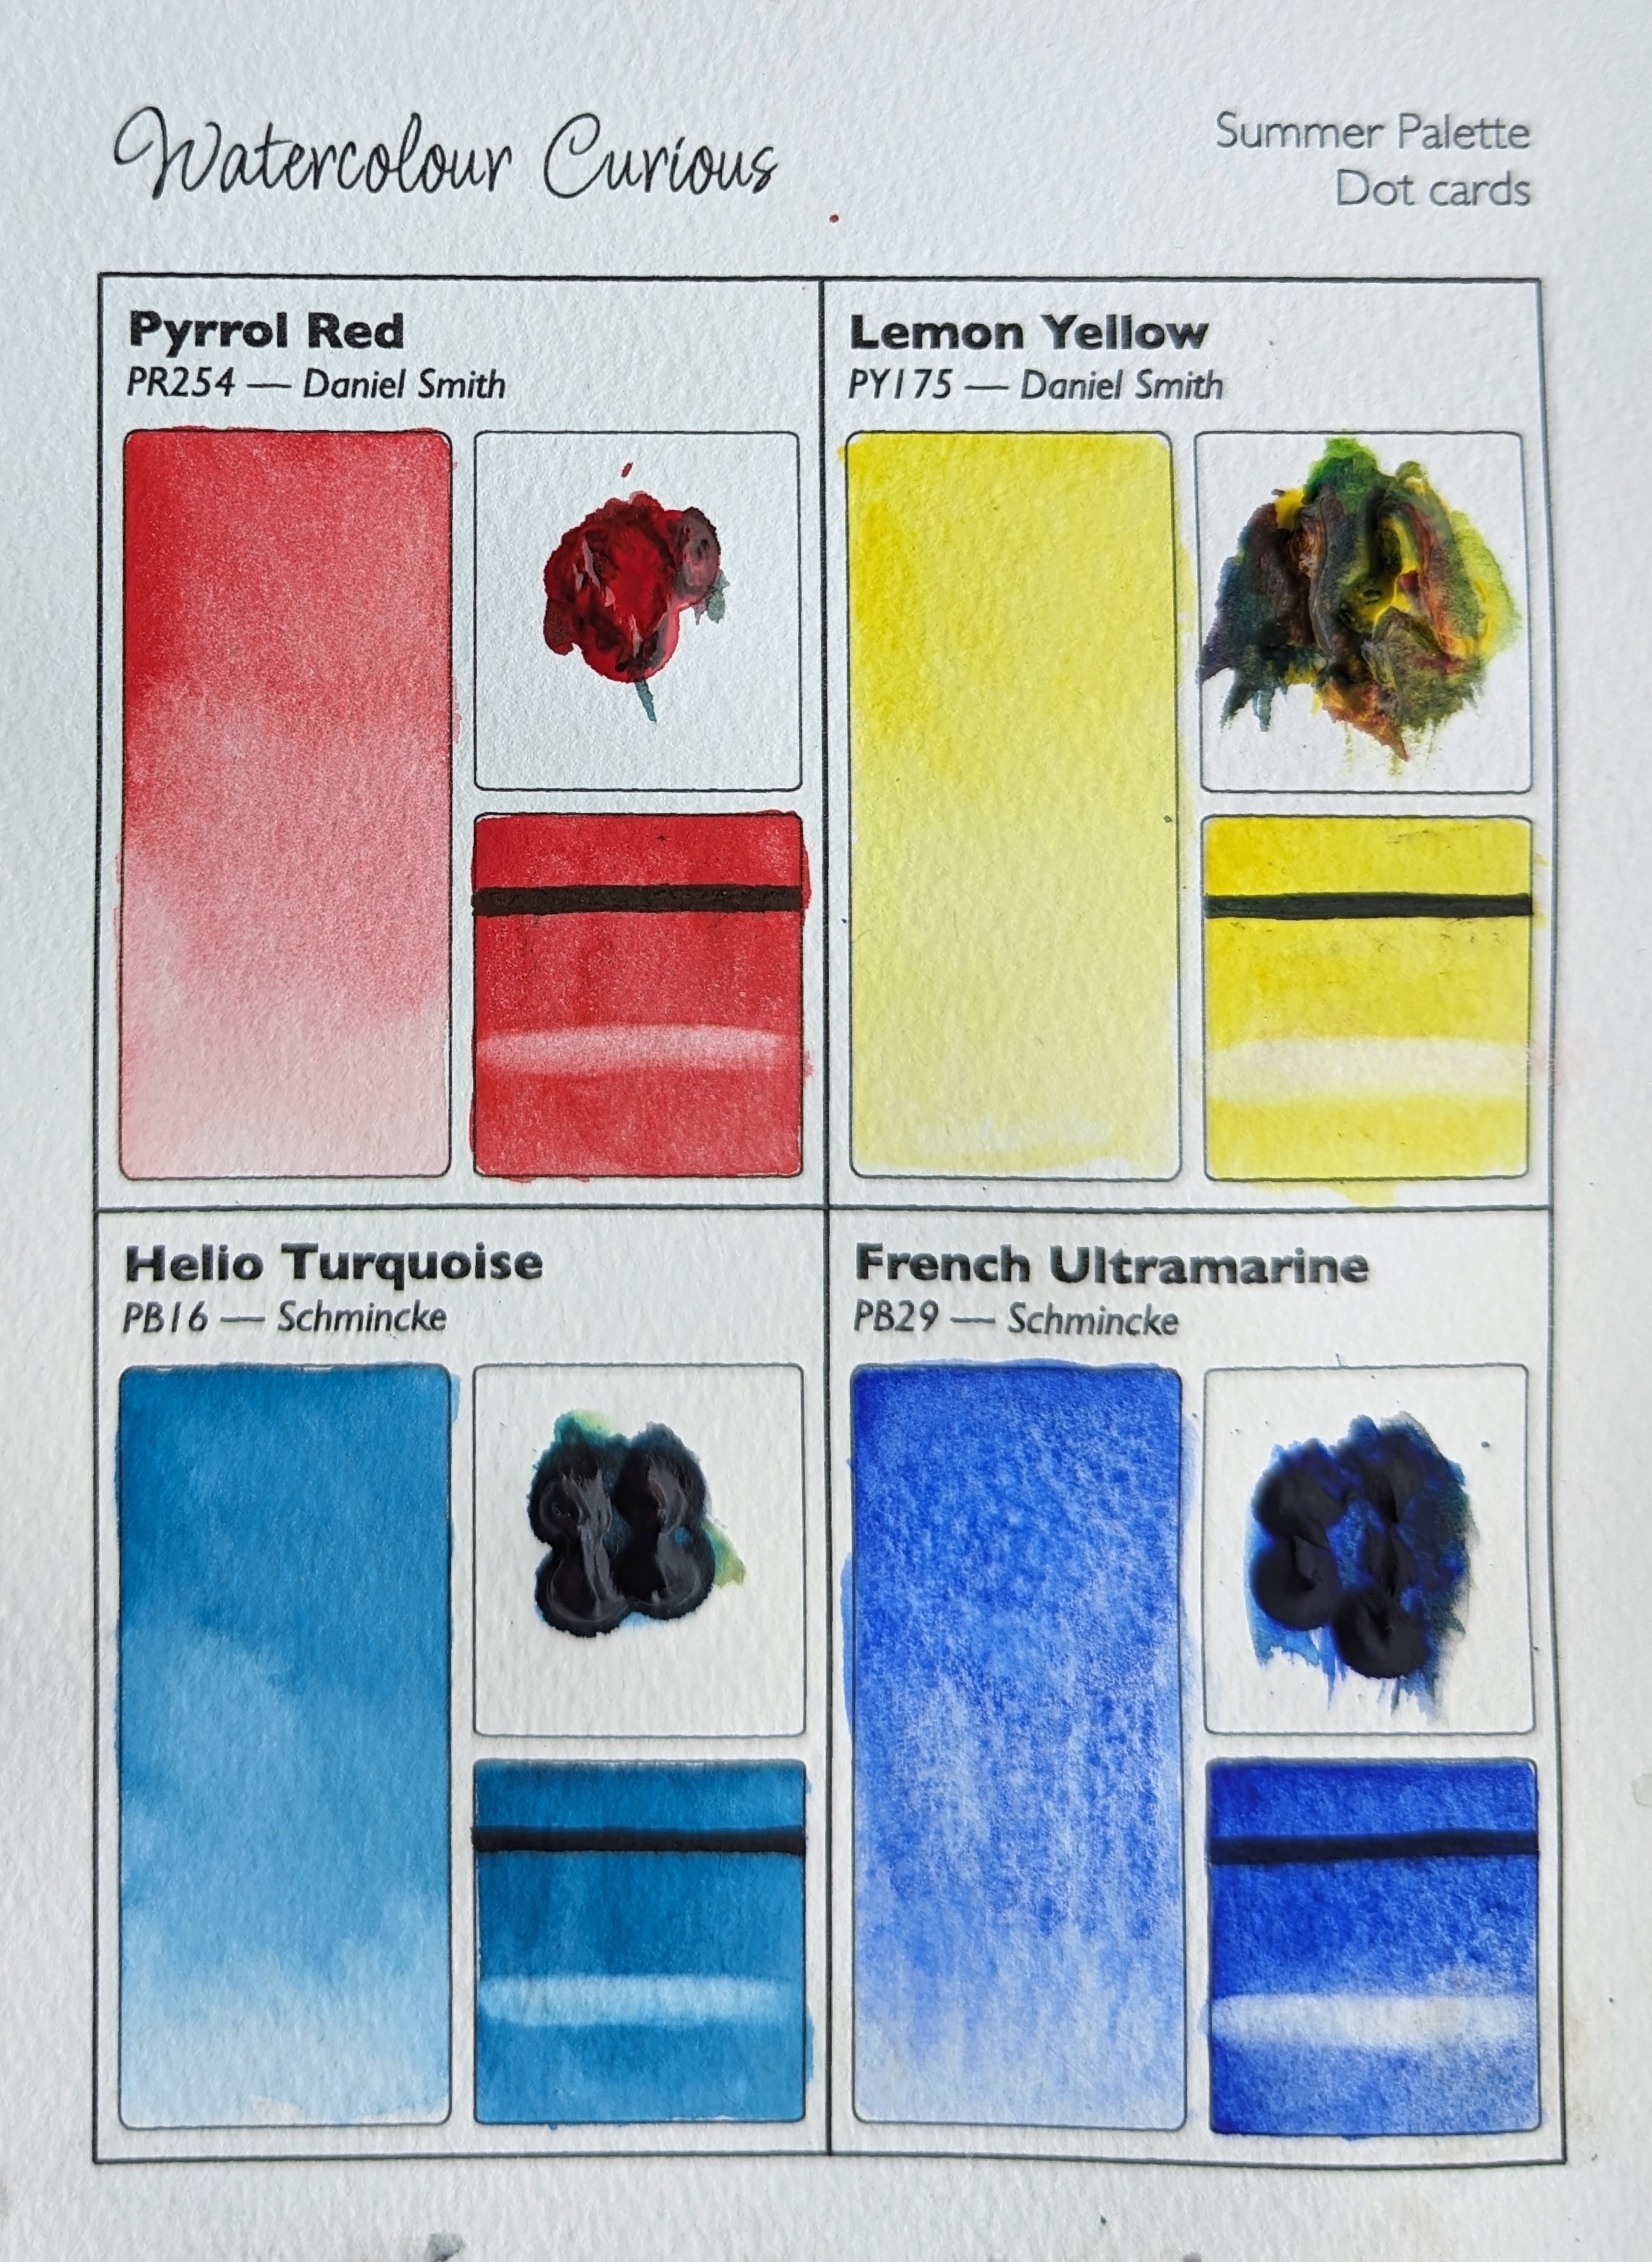 Watercolour Curious
Summer Palette
Dot cards
Pyrrol Red
PR254 — Daniel Smith
Lemon Yellow
PY175 — Daniel Smith
Helio Turquoise
PB16 — Schmincke
French Ultramarine
PB29 — Schmincke